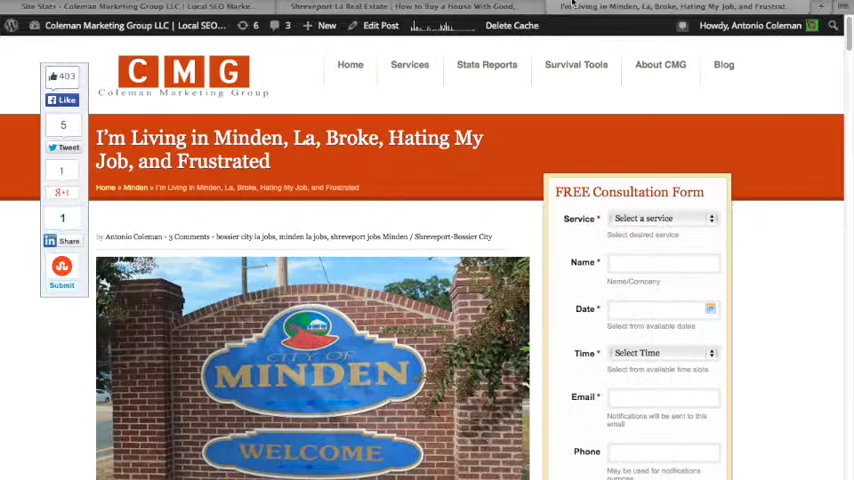 Site Stats - Coleman Marketing Group LLC | Local SEO Marke...
Shreveport La Real Estate | How to Buy a House With Good,...
I'm Living in Minden, La, Broke, Hating My Job, and Frustrat...
Coleman Marketing Group LLC | Local SEO...
6
3
+ New
Edit Post
Delete Cache
Howdy, Antonio Coleman
403
Like
5
Tweet
1
g+1
1
in Share
Submit
CMG
Coleman Marketing Group
Home
Services
Stats Reports
Survival Tools
About CMG
Blog
I'm Living in Minden, La, Broke, Hating My
Job, and Frustrated
Home » Minden » I'm Living in Minden, La, Broke, Hating My Job, and Frustrated
by Antonio Coleman • 3 Comments • bossier city la jobs, minden la jobs, shreveport jobs Minden / Shreveport-Bossier City
CITY OF
MINDEN
WELCOME
FREE Consultation Form
Service * Select a service
Select desired service
Name *
Name/Company
Date *
Select from available dates
Time * Select Time
Select from available time slots
Email *
Notifications will be sent to this
email
Phone
May be used for notifications